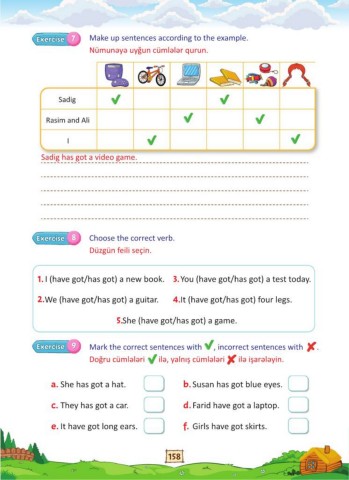 Exercise 7 Make up sentences according to the example.
Nümunəyə uyğun cümlələr qurun.
Sadig
Rasim and Ali
I
Sadig has got a video game.
Exercise 8 Choose the correct verb.
Düzgün feili seçin.
1. I (have got/has got) a new book. 3. You (have got/has got) a test today.
2. We (have got/has got) a guitar. 4. It (have got/has got) four legs.
5. She (have got/has got) a game.
Exercise 9 Mark the correct sentences with ✔, incorrect sentences with ✘.
Doğru cümlələri ✔ ilə, yalnış cümlələri ✘ ilə işarələyin.
a. She has got a hat. b. Susan has got blue eyes.
c. They has got a car. d. Farid have got a laptop.
e. It have got long ears. f. Girls have got skirts.
158